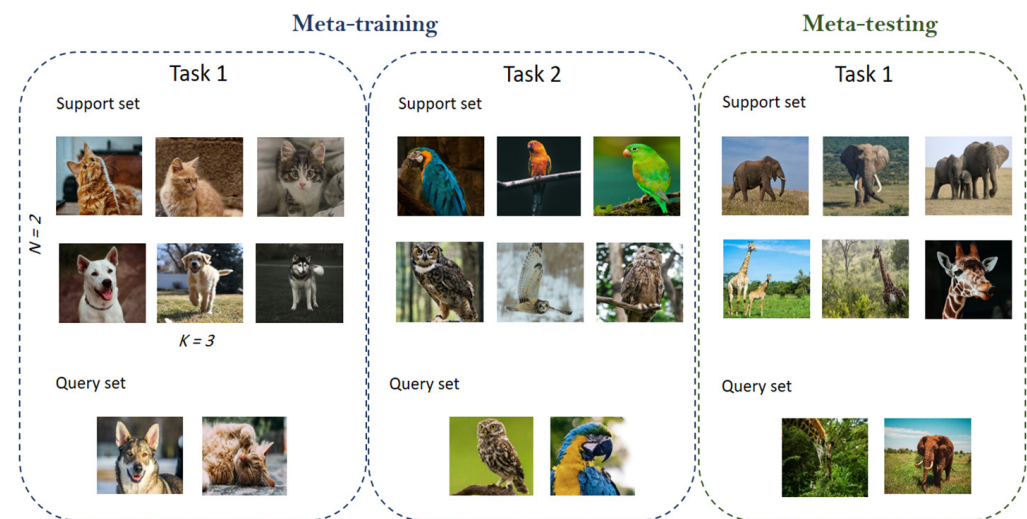 Meta-training
Meta-testing
Task 1
Support set
N = 2
K = 3
Query set
Task 2
Support set
Query set
Task 1
Support set
Query set